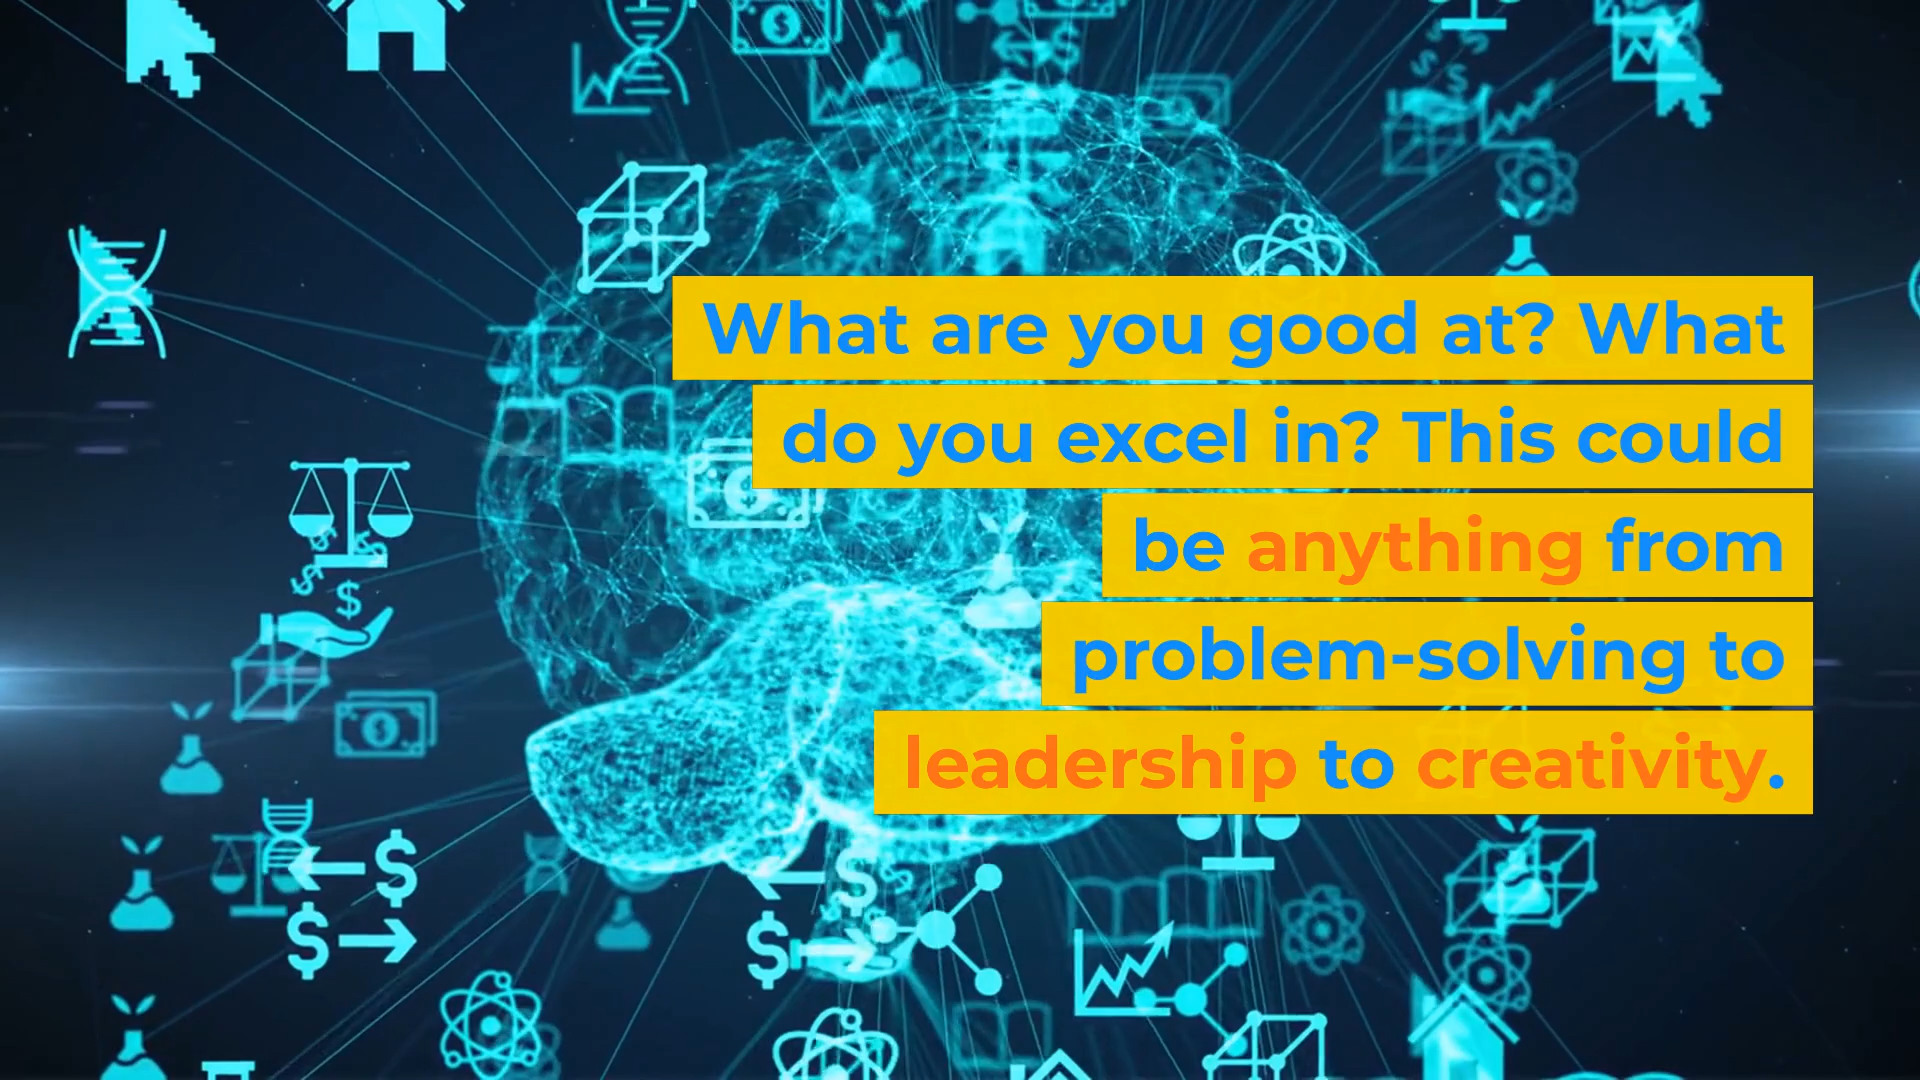 What are you good at? What
do you excel in? This could
be anything from
problem-solving to
leadership to creativity.